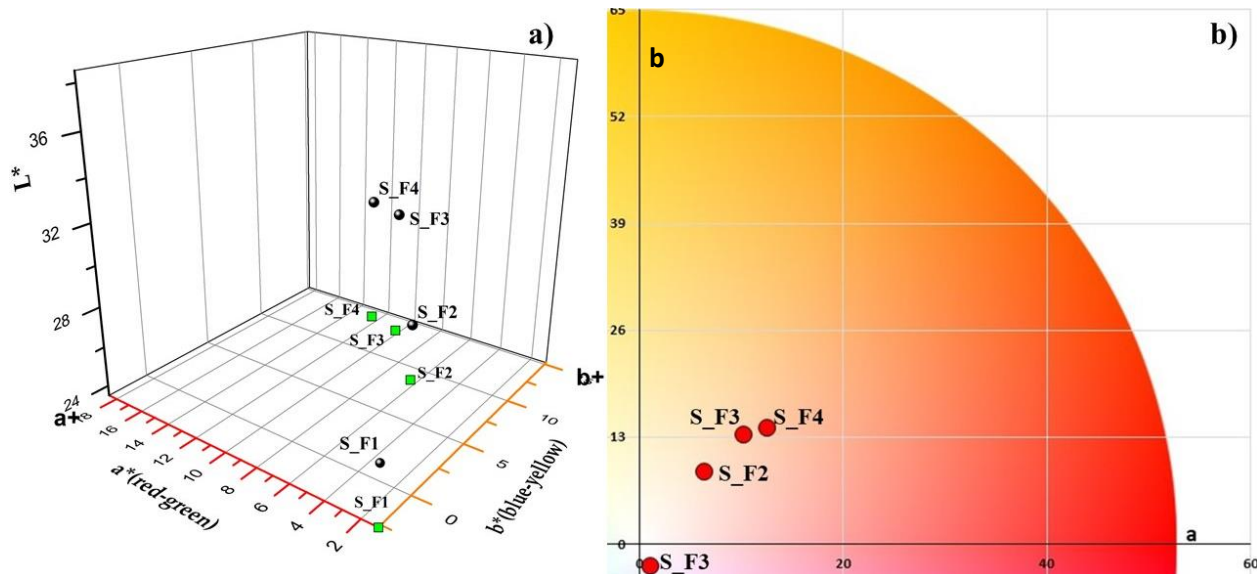 a)
36
L*
32
28
24
S_F4
S_F3
S_F4
S_F2
S_F3
S_F2
S_F1
S_F1
a+
18
16
14
12
10
8
6
4
2
a*(red-green)
b+
10
5
0
b*(blue-yellow)
b)
65
b
52
39
26
13
0
S_F3
S_F4
S_F2
S_F3
a
0
20
40
60